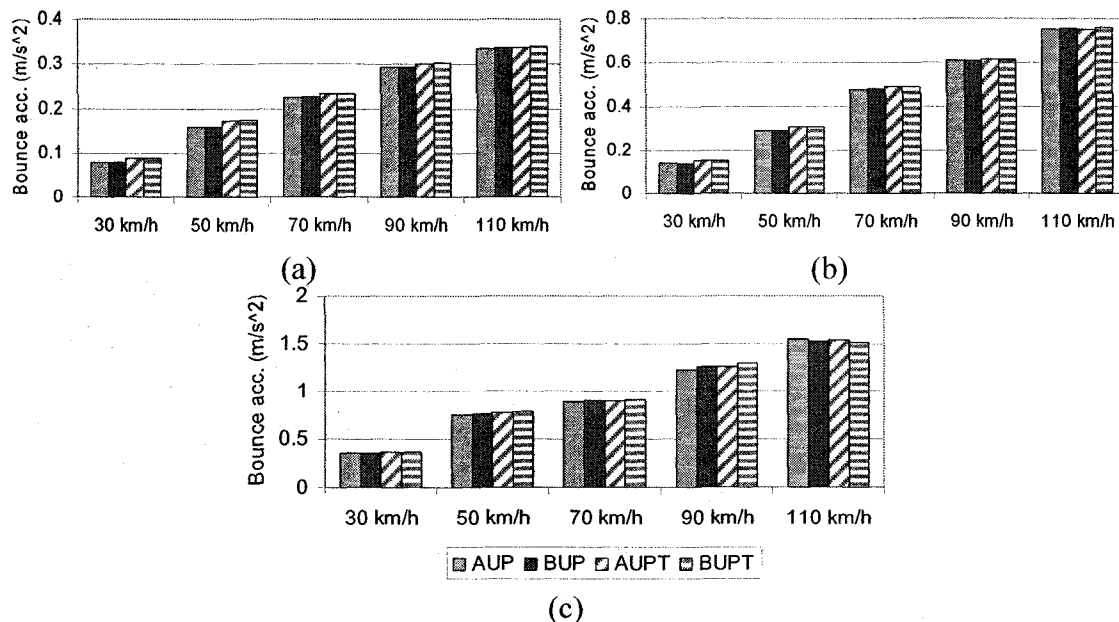 Bounce acc. (m/s^2)
0.4
0.3
0.2
0.1
0
30 km/h 50 km/h 70 km/h 90 km/h 110 km/h
(a)
Bounce acc. (m/s^2)
0.8
0.6
0.4
0.2
0
30 km/h 50 km/h 70 km/h 90 km/h 110 km/h
(b)
Bounce acc. (m/s^2)
2
1.5
1
0.5
0
30 km/h 50 km/h 70 km/h 90 km/h 110 km/h
AUP BUP AUPT BUPT
(c)